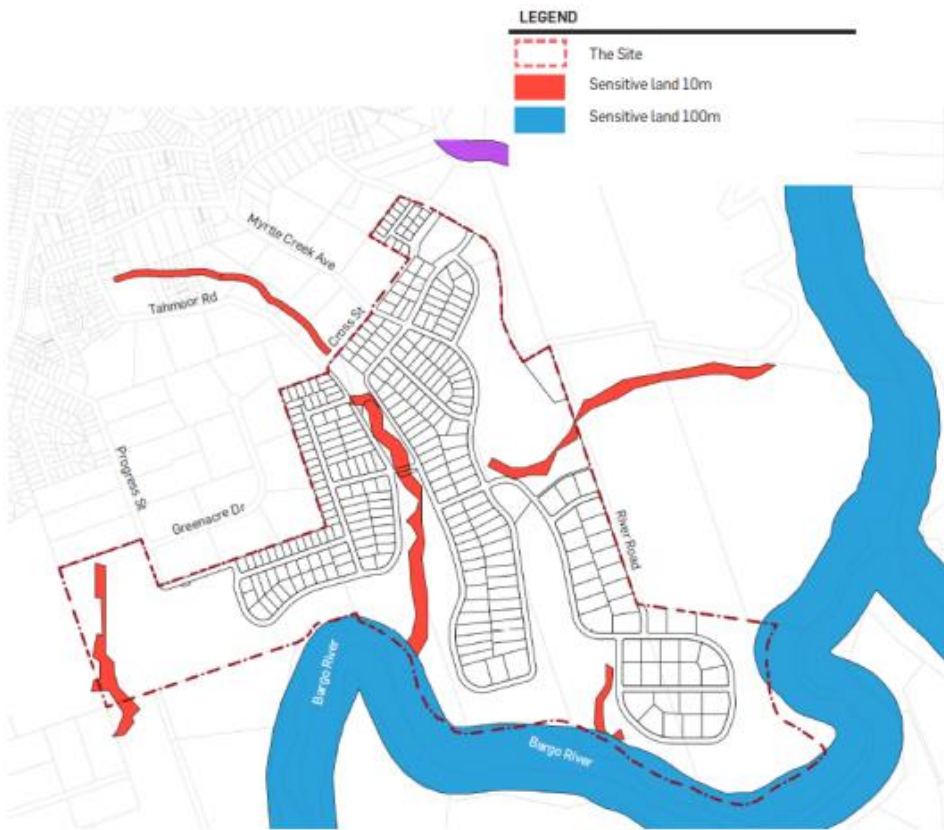 LEGEND
The Site
Sensitive land 10m
Sensitive land 100m
Myrtle Creek Ave
Tahmoor Rd
Cross St
Progress St
Greenacre Dr
River Road
Bargo River
Bargo River